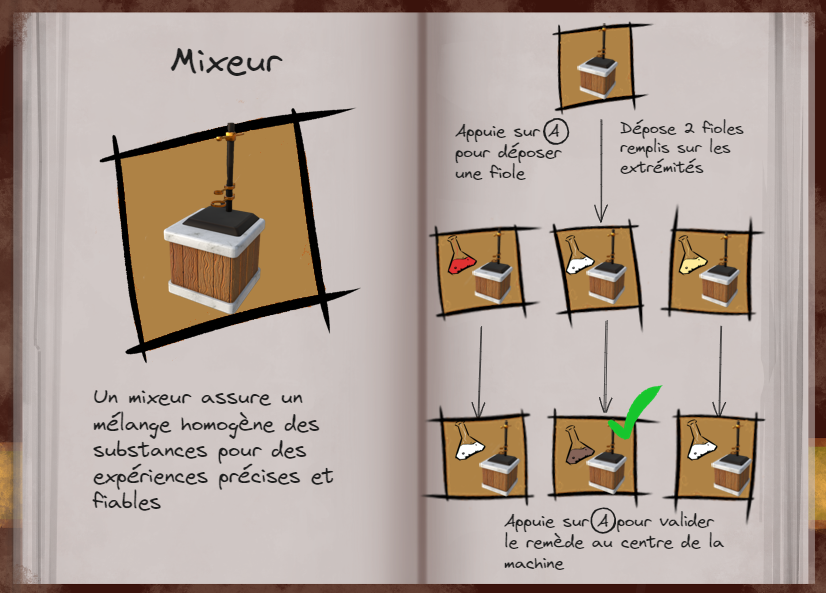 Mixeur
Un mixeur assure un
mélange homogène des
substances pour des
expériences précises et
fiables
Appuie sur A
pour déposer
une fiole
Dépose 2 fioles
remplis sur les
extrémités
Appuie sur A pour valider
le remède au centre de la
machine